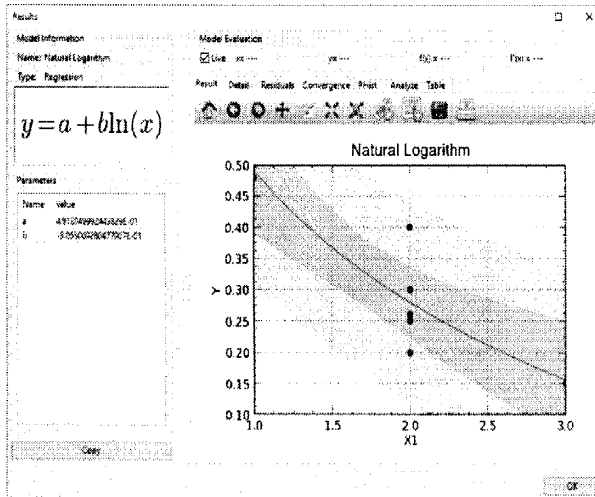 Results
Model Information
Name: Natural Logarithm
Type: Regression
y=a+bln(x)
Parameters
Name Value
a
b
Copy
Model Evaluation
Live
Result Detail Residuals Convergence P-Hist Analyze Table
Natural Logarithm
0.50
0.45
0.40
0.35
0.30
0.25
0.20
0.15
0.10
Y
1.0 1.5 2.0 2.5 3.0
X1
OK